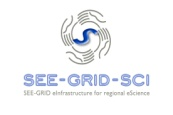 SEE-GRID-SCI
SEE-GRID eInfrastructure for regional eScience